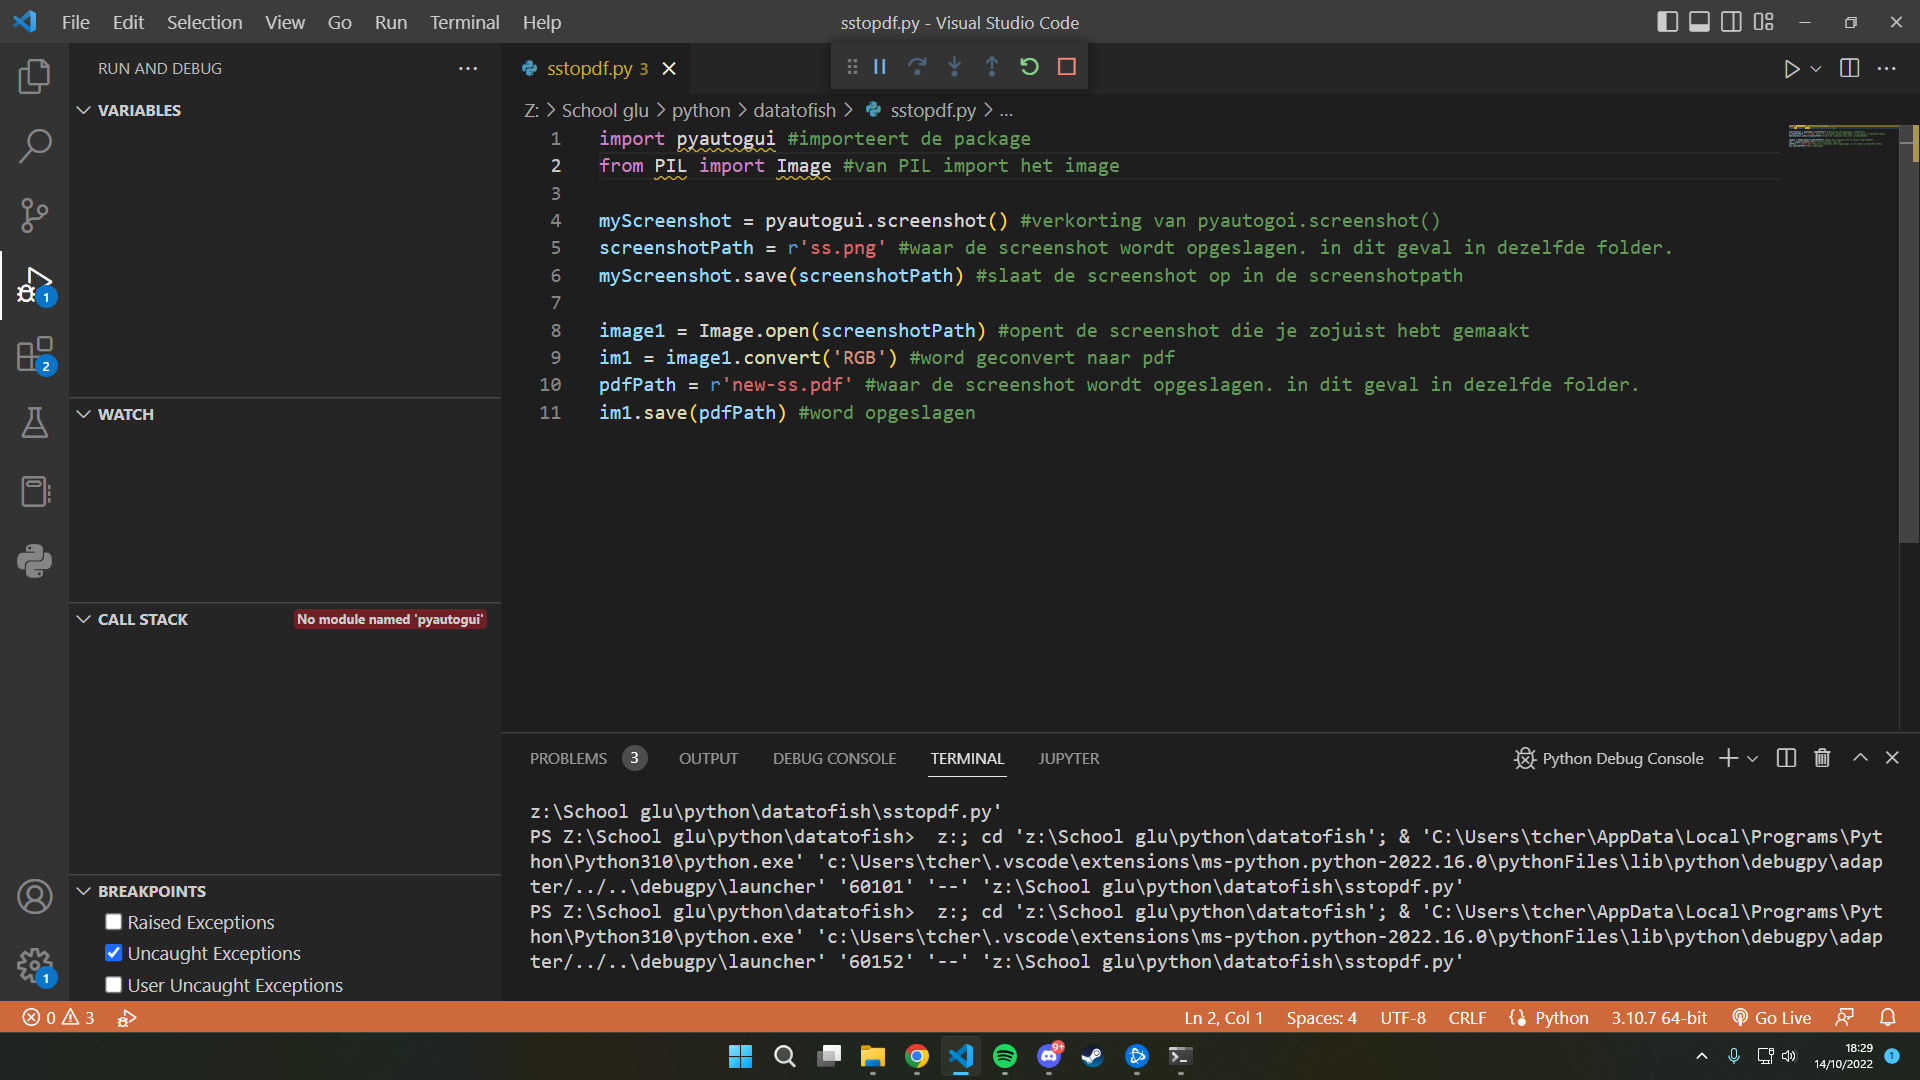 File Edit Selection View Go Run Terminal Help
sstopdf.py - Visual Studio Code
RUN AND DEBUG
sstopdf.py 3
VARIABLES
Z: > School glu > python > datatofish > sstopdf.py > ...
1 import pyautogui #importeert de package
2 from PIL import Image #van PIL import het image
3
4 myScreenshot = pyautogui.screenshot() #verkorting van pyautogoi.screenshot()
5 screenshotPath = r'ss.png' #waar de screenshot wordt opgeslagen. in dit geval in dezelfde folder.
6 myScreenshot.save(screenshotPath) #slaat de screenshot op in de screenshotpath
7
8 image1 = Image.open(screenshotPath) #opent de screenshot die je zojuist hebt gemaakt
9 im1 = image1.convert('RGB') #word geconvert naar pdf
10 pdfPath = r'new-ss.pdf' #waar de screenshot wordt opgeslagen. in dit geval in dezelfde folder.
11 im1.save(pdfPath) #word opgeslagen
1
2
WATCH
CALL STACK No module named 'pyautogui'
BREAKPOINTS
Raised Exceptions
Uncaught Exceptions
User Uncaught Exceptions
1
PROBLEMS 3 OUTPUT DEBUG CONSOLE TERMINAL JUPYTER
Python Debug Console
z:\School glu\python\datatofish\sstopdf.py'
PS Z:\School glu\python\datatofish>  z:; cd 'z:\School glu\python\datatofish'; & 'C:\Users\tcher\AppData\Local\Programs\Pyt
hon\Python310\python.exe' 'c:\Users\tcher\.vscode\extensions\ms-python.python-2022.16.0\pythonFiles\lib\python\debugpy\adap
ter/../..\debugpy\launcher' '60101' '--' 'z:\School glu\python\datatofish\sstopdf.py'
PS Z:\School glu\python\datatofish>  z:; cd 'z:\School glu\python\datatofish'; & 'C:\Users\tcher\AppData\Local\Programs\Pyt
hon\Python310\python.exe' 'c:\Users\tcher\.vscode\extensions\ms-python.python-2022.16.0\pythonFiles\lib\python\debugpy\adap
ter/../..\debugpy\launcher' '60152' '--' 'z:\School glu\python\datatofish\sstopdf.py'
0 3
Ln 2, Col 1 Spaces: 4 UTF-8 CRLF Python 3.10.7 64-bit Go Live
9+
18:29
14/10/2022
1